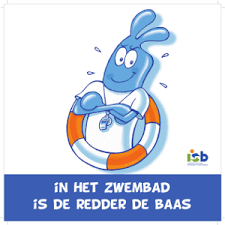 isb
IN HET ZWEMBAD
IS DE REDDER DE BAAS